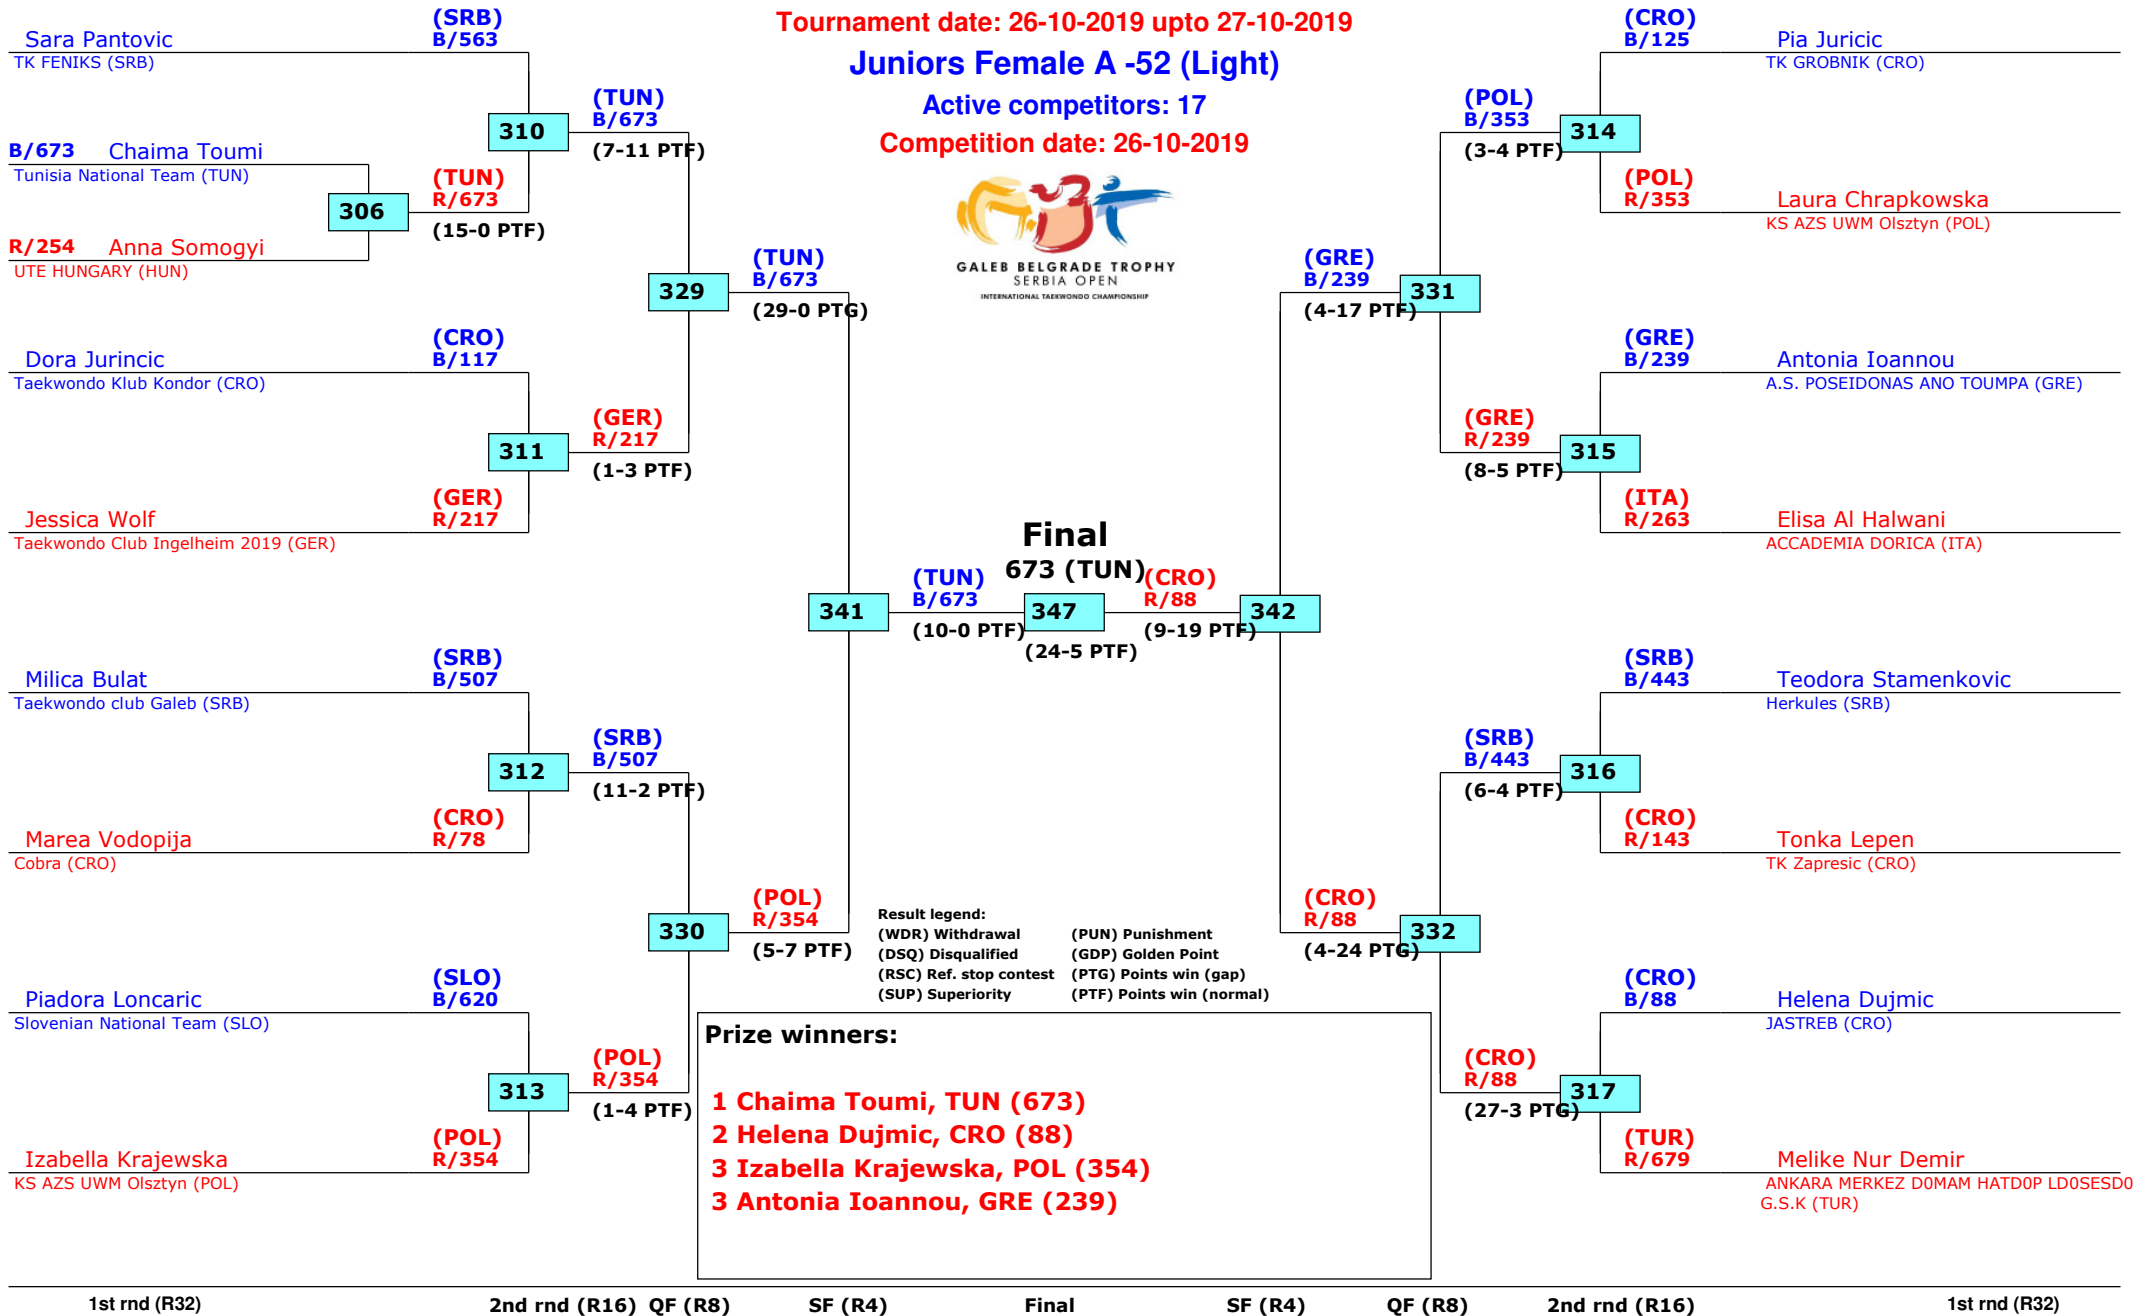 Tournament date: 26-10-2019 upto 27-10-2019
Juniors Female A -52 (Light)
Active competitors: 17
Competition date: 26-10-2019
GALEB BELGRADE TROPHY
SERBIA OPEN
INTERNATIONAL TAEKWONDO CHAMPIONSHIP
(SRB)
Sara Pantovic B/563
TK FENIKS (SRB)
(TUN)
B/673
310
(7-11 PTF)
B/673 Chaima Toumi
Tunisia National Team (TUN)
(TUN)
R/673
306
(15-0 PTF)
R/254 Anna Somogyi
UTE HUNGARY (HUN)
(TUN)
B/673
329
(29-0 PTG)
(CRO)
Dora Jurincic B/117
Taekwondo Klub Kondor (CRO)
(GER)
R/217
311
(1-3 PTF)
(GER)
Jessica Wolf R/217
Taekwondo Club Ingelheim 2019 (GER)
(TUN)
B/673
341
(10-0 PTF)
(SRB)
Milica Bulat B/507
Taekwondo club Galeb (SRB)
(SRB)
B/507
312
(11-2 PTF)
(CRO)
Marea Vodopija R/78
Cobra (CRO)
(POL)
R/354
330
(5-7 PTF)
(SLO)
Piadora Loncaric B/620
Slovenian National Team (SLO)
(POL)
R/354
313
(1-4 PTF)
(POL)
Izabella Krajewska R/354
KS AZS UWM Olsztyn (POL)
Final
673 (TUN)
347
(24-5 PTF)
(CRO)
R/88
342
(9-19 PTF)
(CRO)
B/125 Pia Juricic
TK GROBNIK (CRO)
(POL)
B/353
314
(3-4 PTF)
(POL)
R/353 Laura Chrapkowska
KS AZS UWM Olsztyn (POL)
(GRE)
B/239
331
(4-17 PTF)
(GRE)
B/239 Antonia Ioannou
A.S. POSEIDONAS ANO TOUMPA (GRE)
(GRE)
R/239
315
(8-5 PTF)
(ITA)
R/263 Elisa Al Halwani
ACCADEMIA DORICA (ITA)
(SRB)
B/443 Teodora Stamenkovic
Herkules (SRB)
(SRB)
B/443
316
(6-4 PTF)
(CRO)
R/143 Tonka Lepen
TK Zapresic (CRO)
(CRO)
R/88
332
(4-24 PTG)
(CRO)
B/88 Helena Dujmic
JASTREB (CRO)
(CRO)
R/88
317
(27-3 PTG)
(TUR)
R/679 Melike Nur Demir
ANKARA MERKEZ D0MAM HATD0P LD0SESD0
G.S.K (TUR)
Result legend:
(WDR) Withdrawal (PUN) Punishment
(DSQ) Disqualified (GDP) Golden Point
(RSC) Ref. stop contest (PTG) Points win (gap)
(SUP) Superiority (PTF) Points win (normal)
Prize winners:
1 Chaima Toumi, TUN (673)
2 Helena Dujmic, CRO (88)
3 Izabella Krajewska, POL (354)
3 Antonia Ioannou, GRE (239)
1st rnd (R32) 2nd rnd (R16) QF (R8) SF (R4) Final SF (R4) QF (R8) 2nd rnd (R16) 1st rnd (R32)